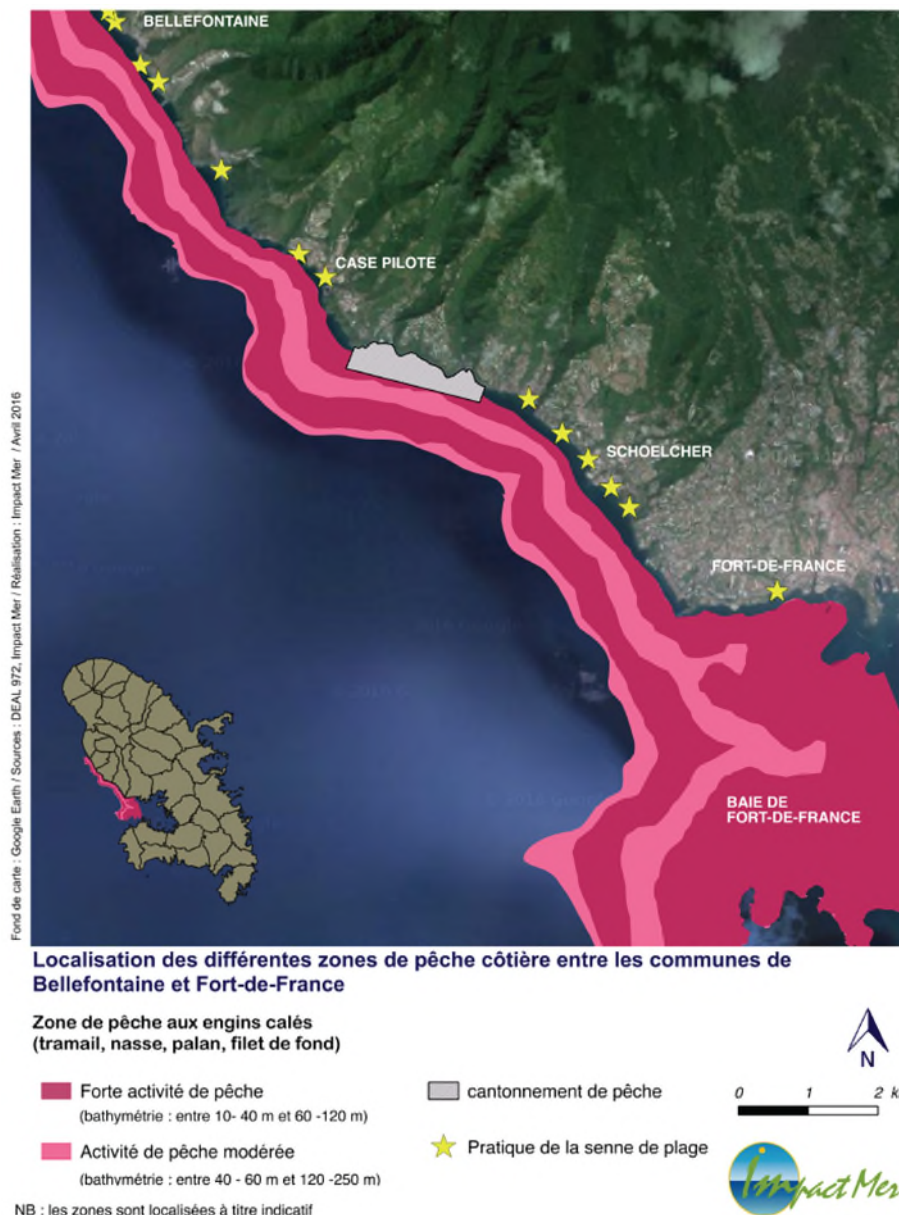 BELLEFONTAINE
CASE PILOTE
SCHOELCHER
FORT-DE-FRANCE
BAIE DE
FORT-DE-FRANCE
Fond de carte : Google Earth / Sources : DEAL 972, Impact Mer / Réalisation : Impact Mer / Avril 2016
Localisation des différentes zones de pêche côtière entre les communes de
Bellefontaine et Fort-de-France
Zone de pêche aux engins calés
(tramail, nasse, palan, filet de fond)
N
Forte activité de pêche
(bathymétrie : entre 10- 40 m et 60 -120 m)
cantonnement de pêche
0 1 2 k
Activité de pêche modérée
(bathymétrie : entre 40 - 60 m et 120 -250 m)
Pratique de la senne de plage
Impact Mer
NB : les zones sont localisées à titre indicatif